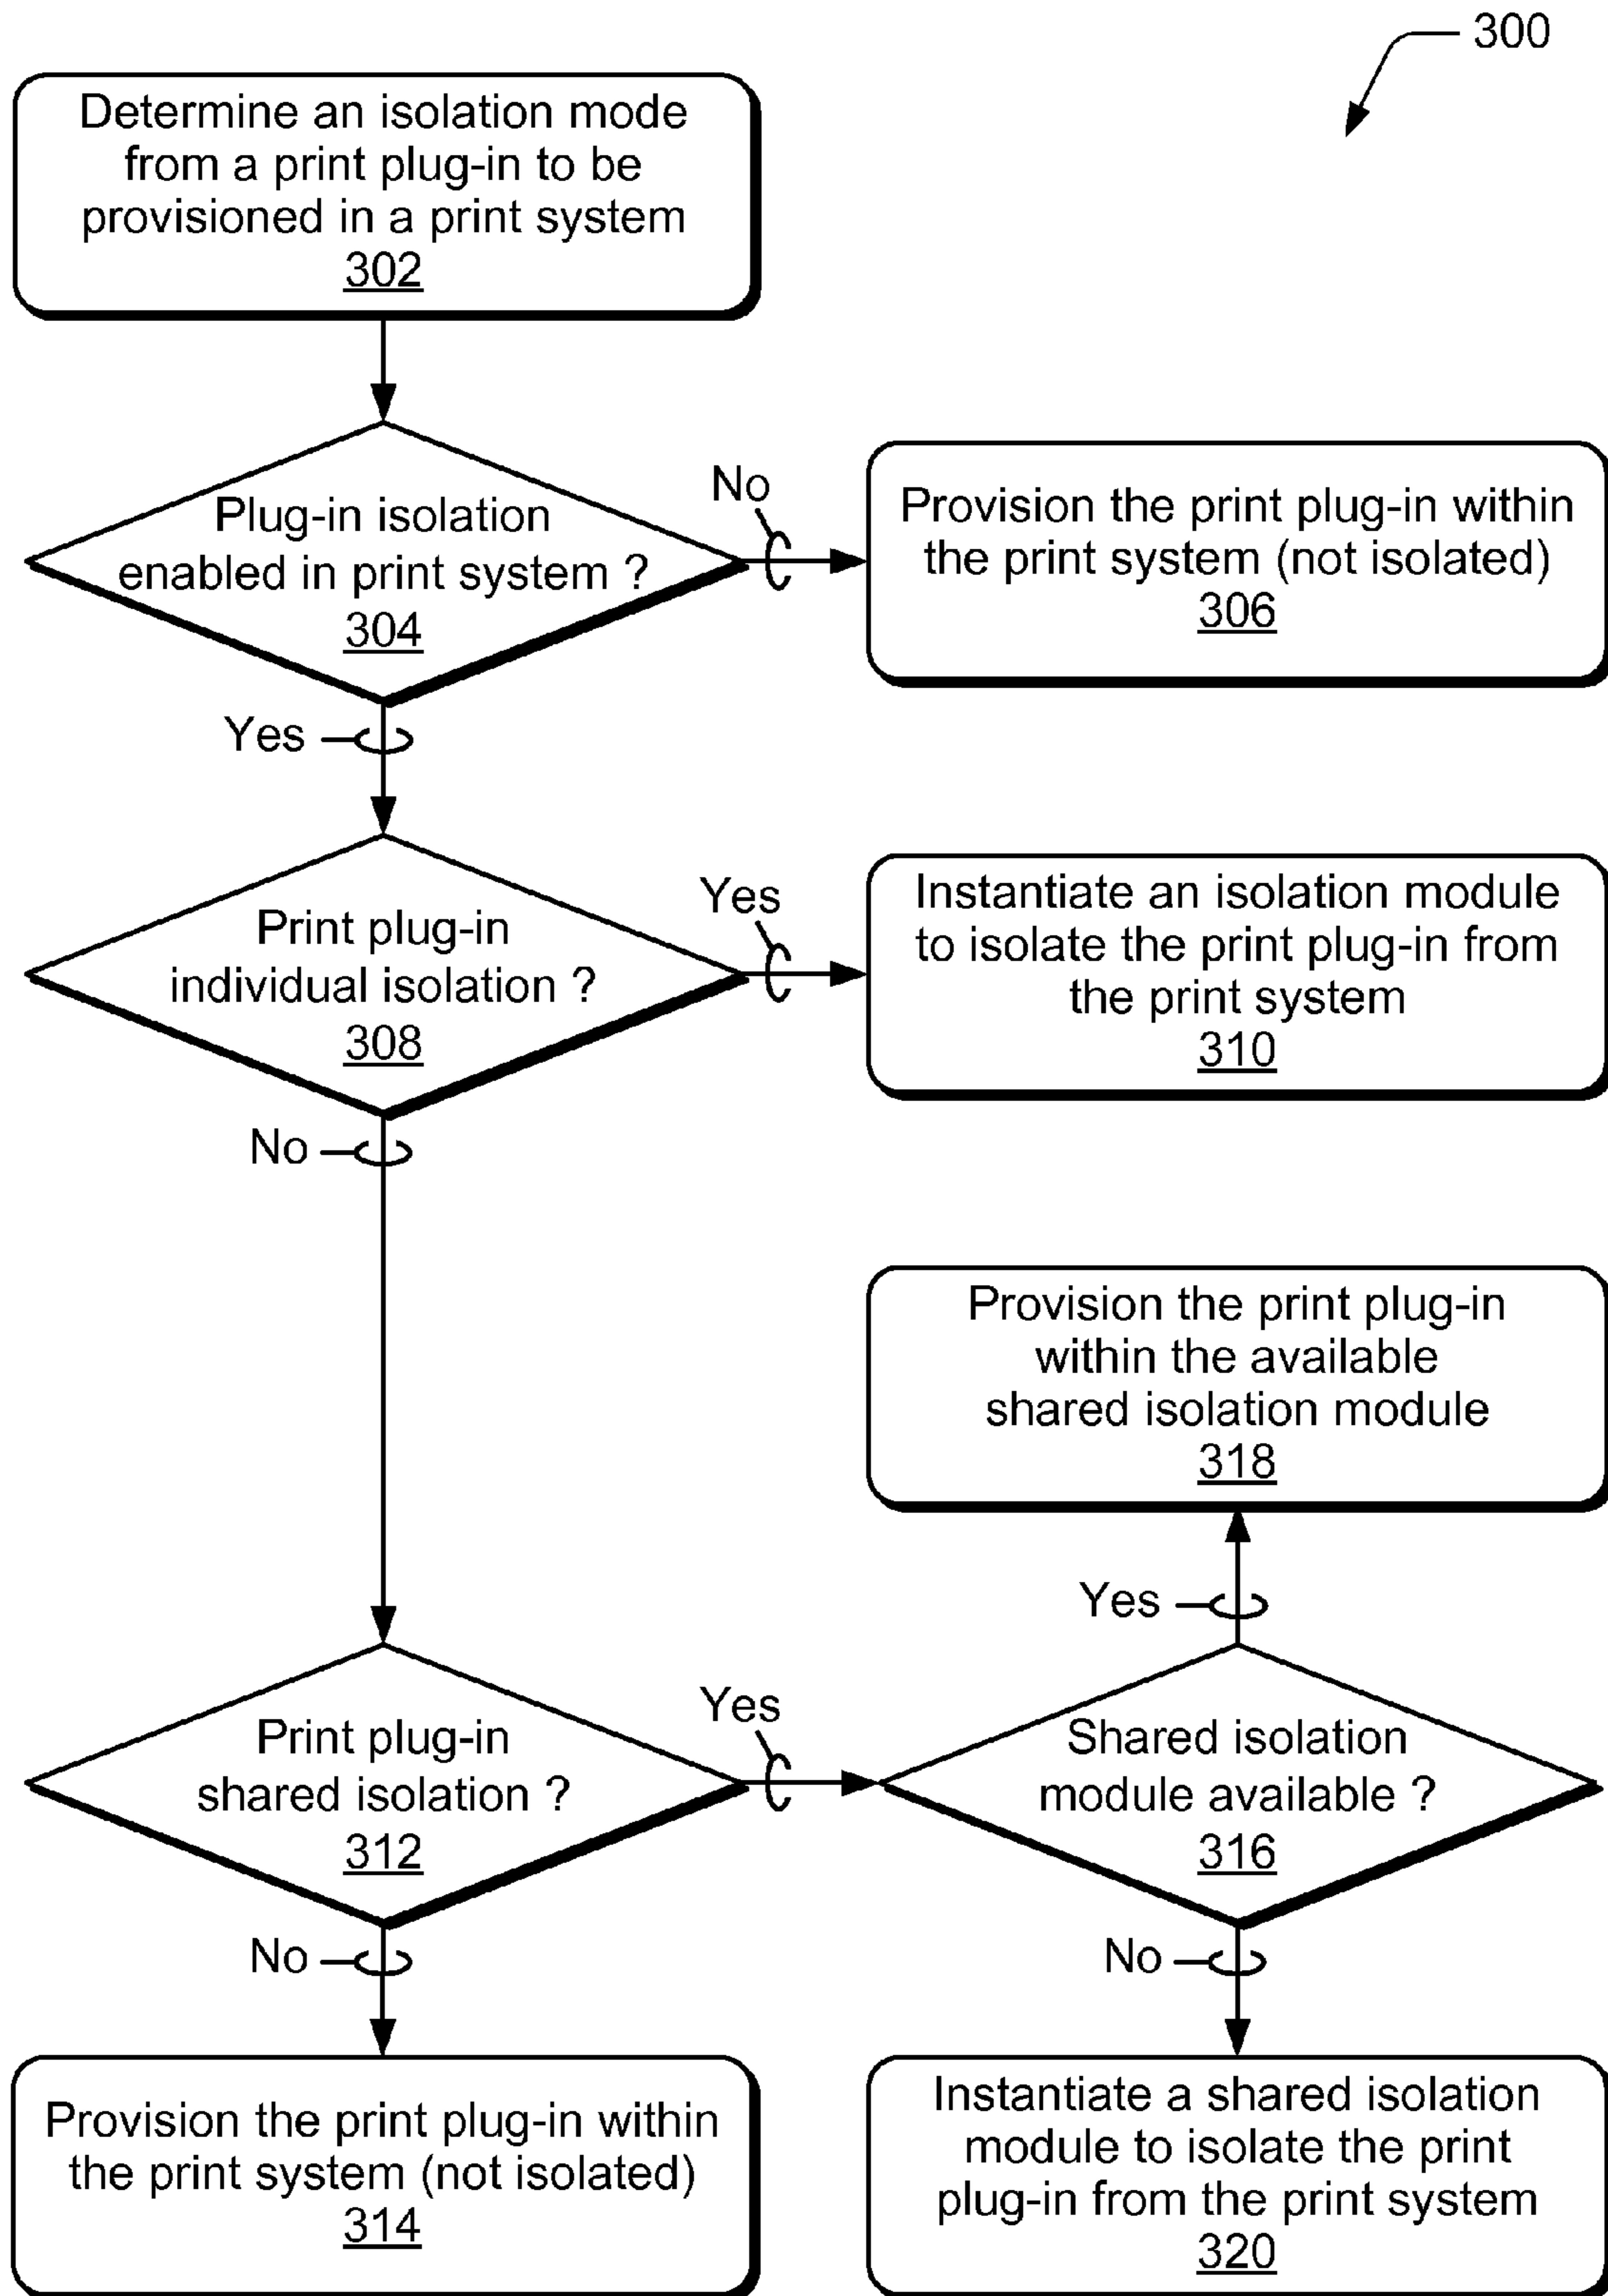 300
Determine an isolation mode
from a print plug-in to be
provisioned in a print system
302
Plug-in isolation
enabled in print system ?
304
No
Provision the print plug-in within
the print system (not isolated)
306
Yes
Print plug-in
individual isolation ?
308
Yes
Instantiate an isolation module
to isolate the print plug-in from
the print system
310
No
Provision the print plug-in
within the available
shared isolation module
318
Yes
Print plug-in
shared isolation ?
312
Yes
Shared isolation
module available ?
316
No
No
Provision the print plug-in within
the print system (not isolated)
314
Instantiate a shared isolation
module to isolate the print
plug-in from the print system
320